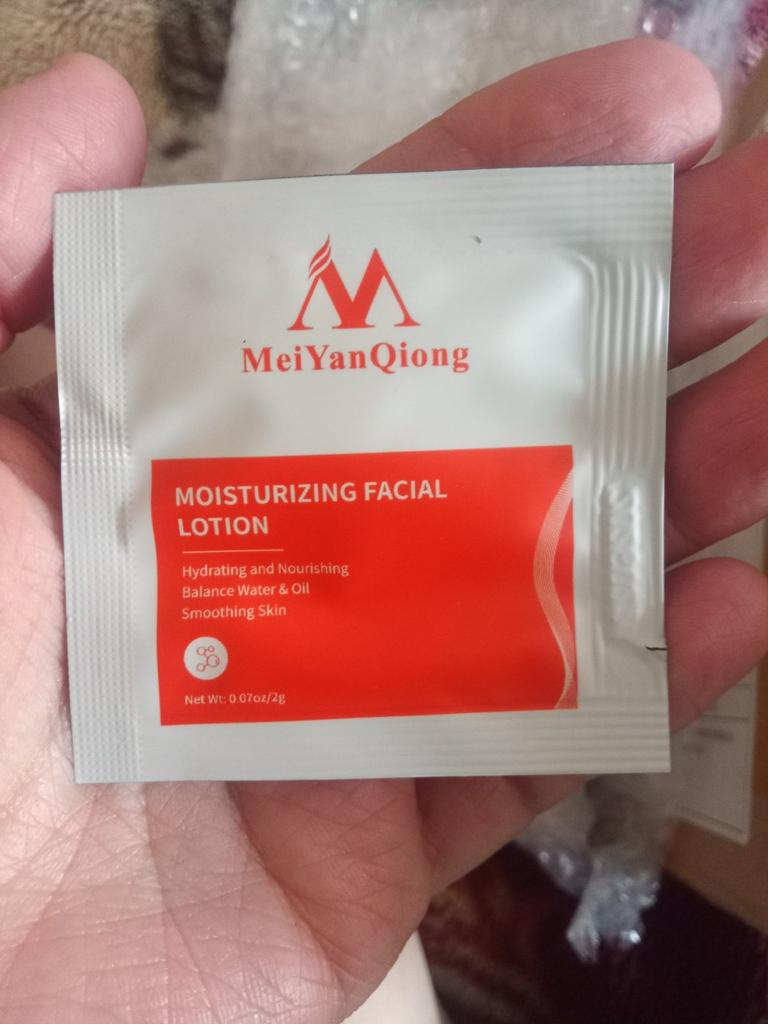 MeiYanQiong
MOISTURIZING FACIAL
LOTION
Hydrating and Nourishing
Balance Water & Oil
Smoothing Skin
Net Wt: 0.07oz/2g